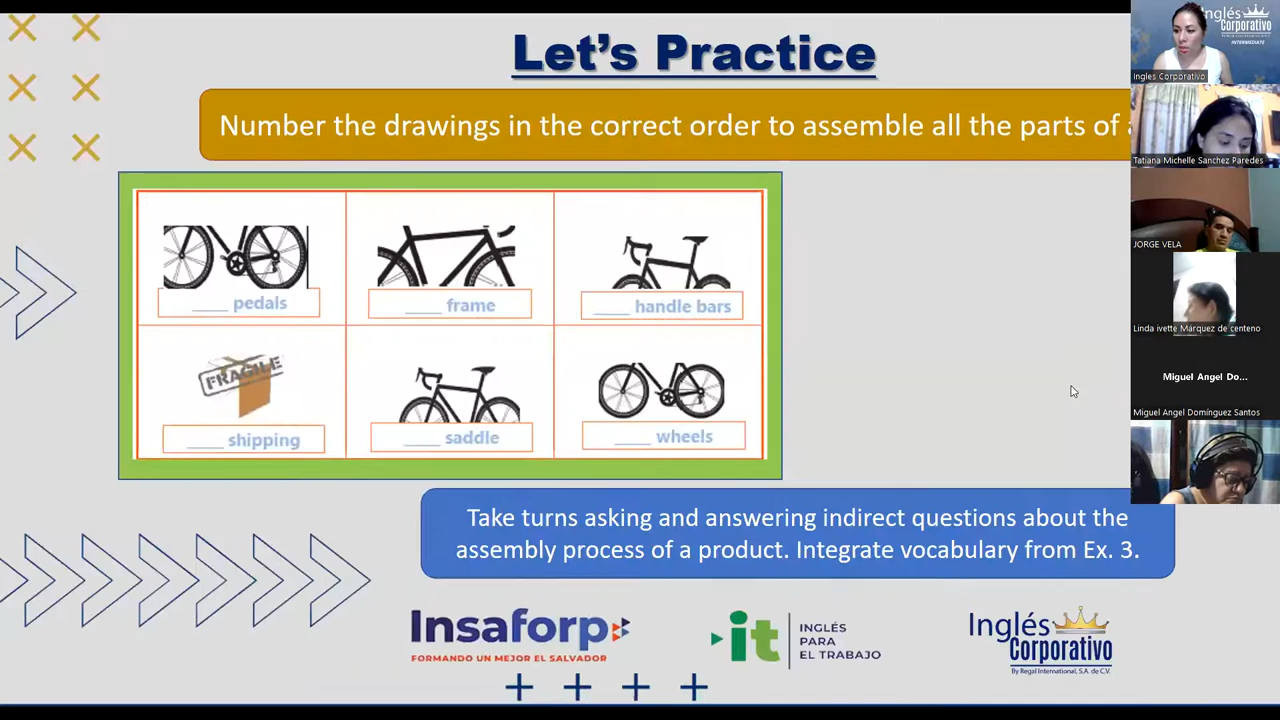 Let's Practice
Number the drawings in the correct order to assemble all the parts of
____ pedals
____ frame
____ handle bars
FRAGILE
____ shipping
____ saddle
____ wheels
Take turns asking and answering indirect questions about the
assembly process of a product. Integrate vocabulary from Ex. 3.
Insaforp
FORMANDO UN MEJOR EL SALVADOR
it
INGLÉS
PARA
EL TRABAJO
Inglés
Corporativo
By Regal International, S.A. de C.V.
Inglés
Corporativo
INTERMEDIATE
Ingles Corporativo
Tatiana Michelle Sanchez Paredes
JORGE VELA
Linda ivette Márquez de centeno
Miguel Angel Do...
Miguel Angel Domínguez Santos